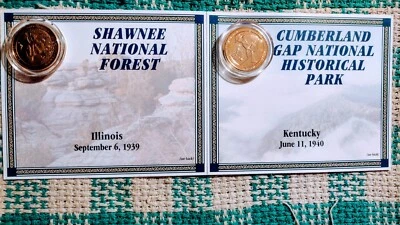 SHAWNEE
NATIONAL
FOREST
Illinois
September 6, 1939
CUMBERLAND
GAP NATIONAL
HISTORICAL
PARK
Kentucky
June 11, 1940